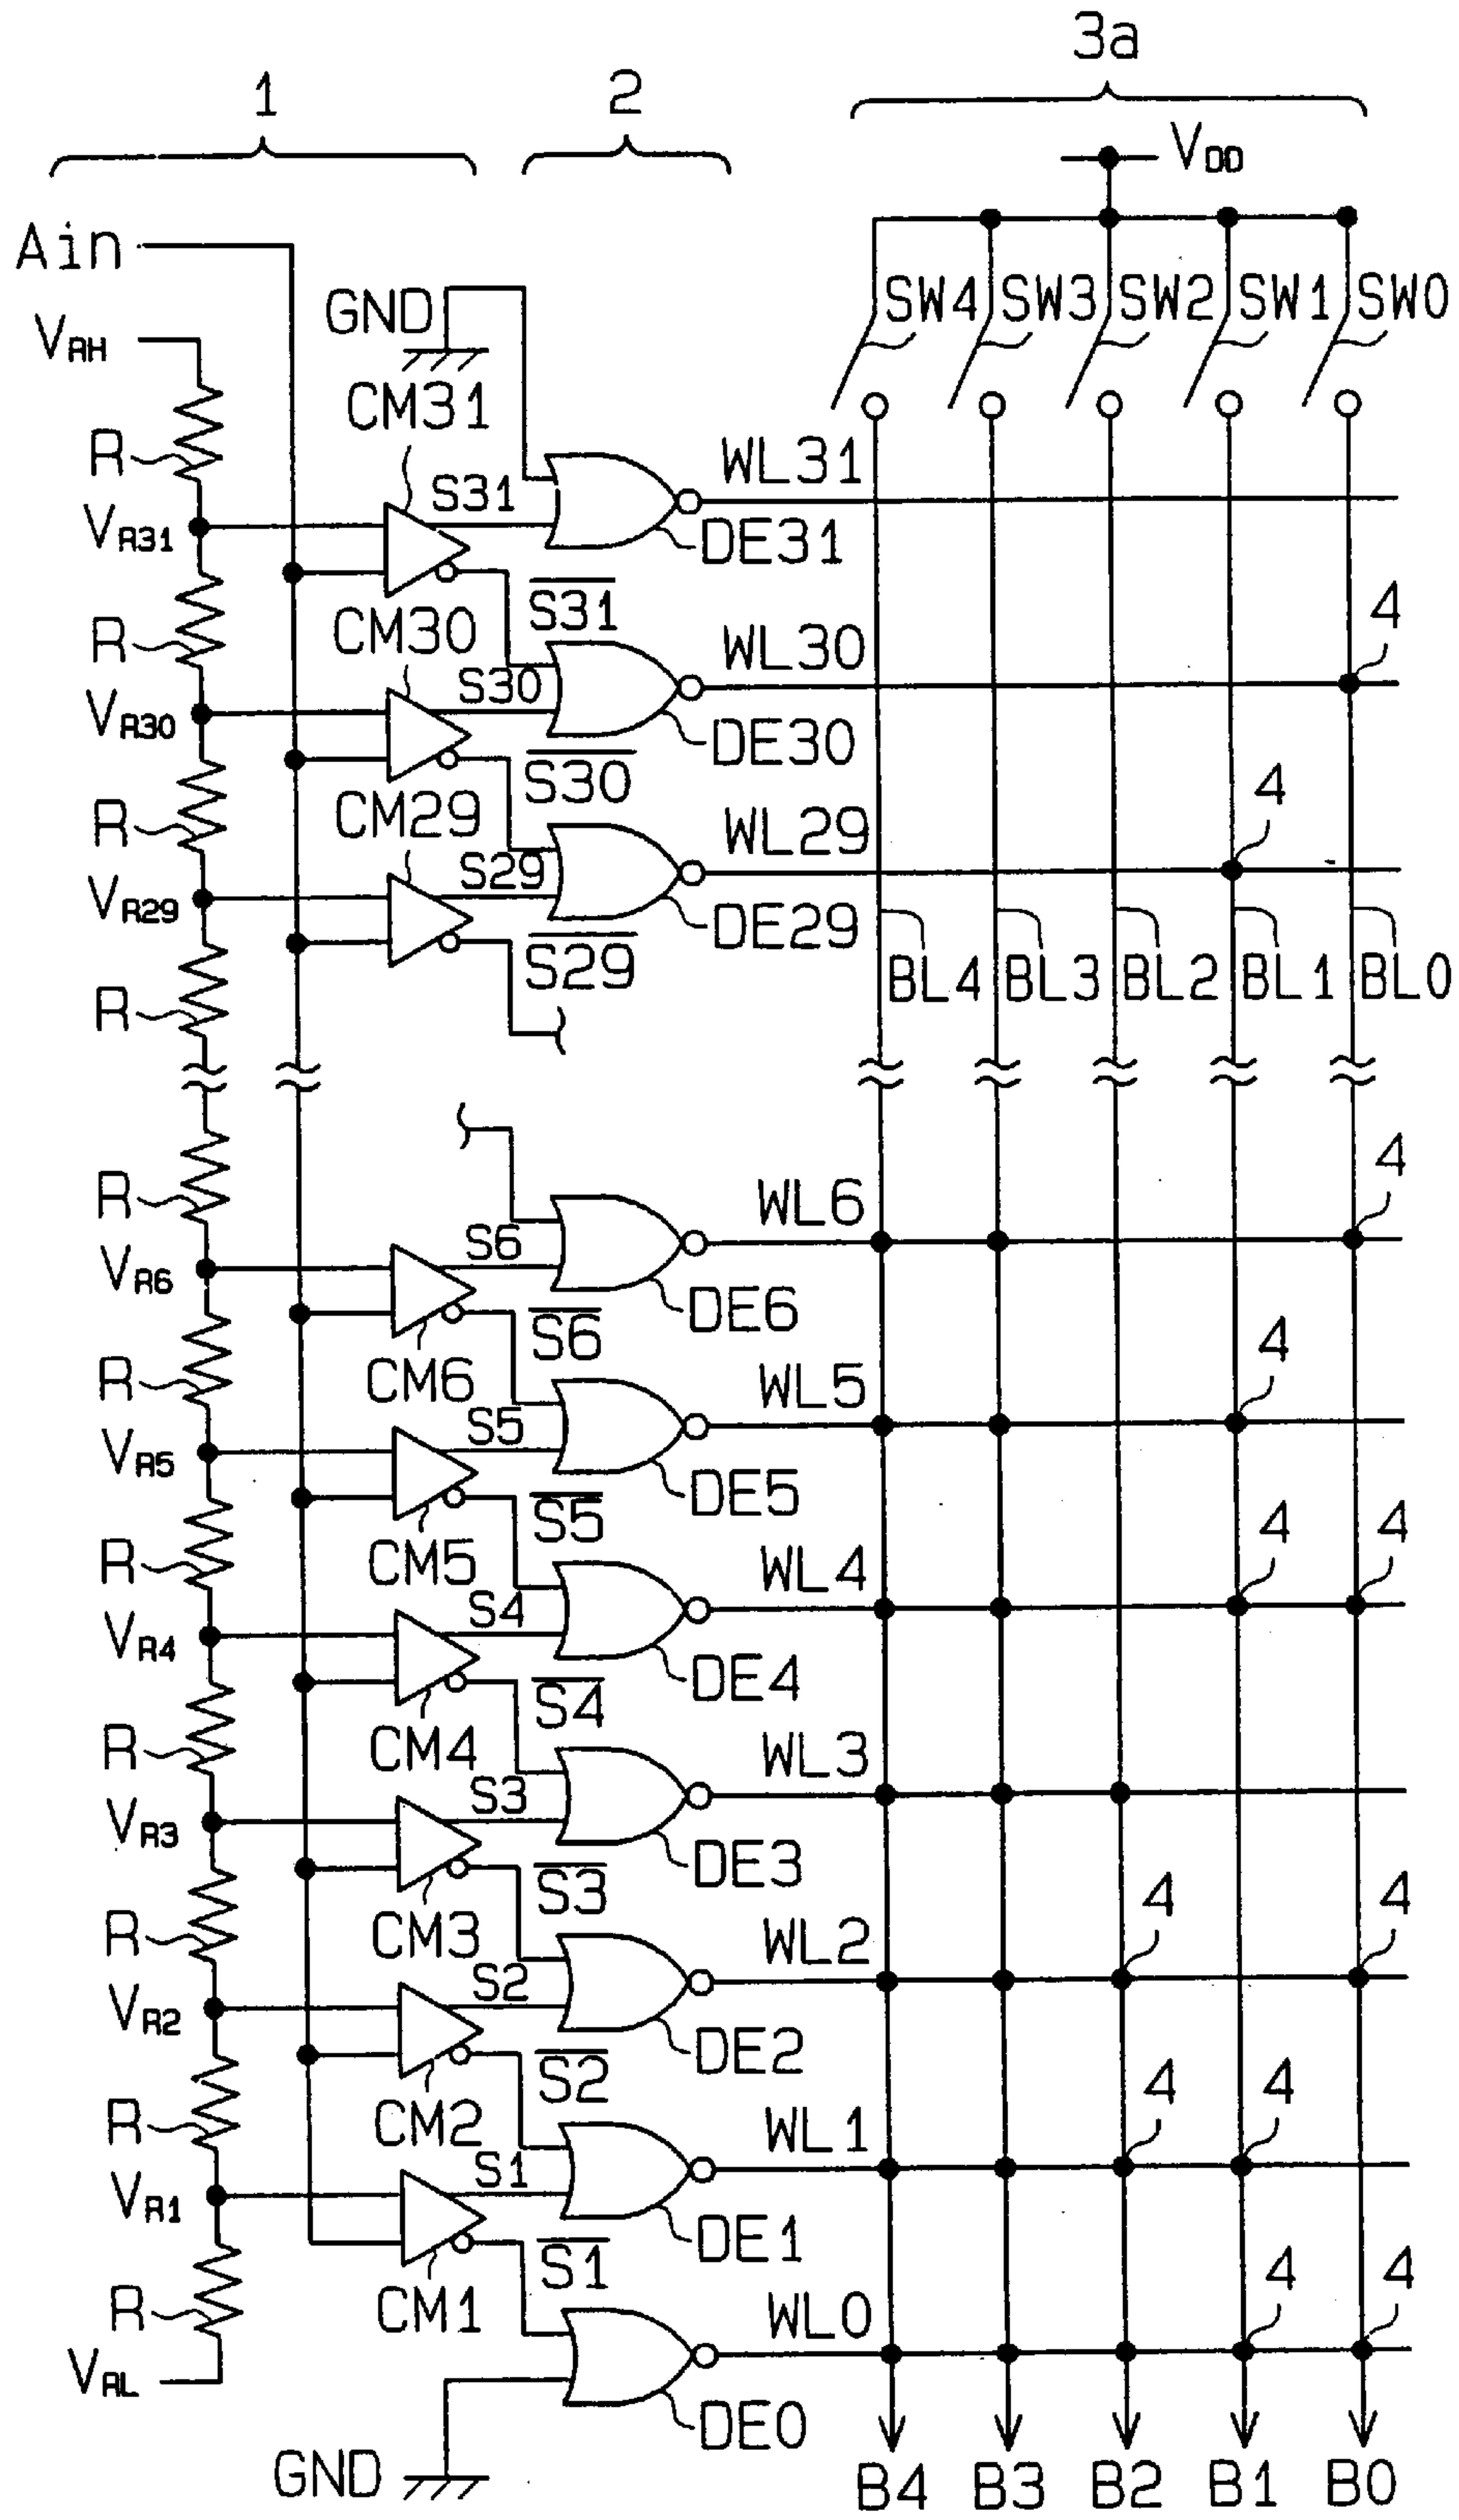 3a
1
2
VDD
Ain
GND
SW4 SW3 SW2 SW1 SW0
VRH
CM31
R
S31
WL31
VR31
DE31
S31
4
CM30
R
WL30
S30
VR30
DE30
S30
4
CM29
R
WL29
S29
VR29
DE29
S29
BL4 BL3 BL2 BL1 BL0
R
4
R
WL6
S6
VR6
DE6
S6
4
CM6
R
WL5
S5
VR5
DE5
S5
4 4
CM5
R
WL4
S4
VR4
DE4
S4
CM4
R
WL3
S3
VR3
DE3
S3
4 4
CM3
R
WL2
S2
VR2
DE2
S2
4 4
CM2
R
WL1
S1
VR1
DE1
S1
4 4
CM1
R
WL0
VRL
DE0
GND
B4 B3 B2 B1 B0